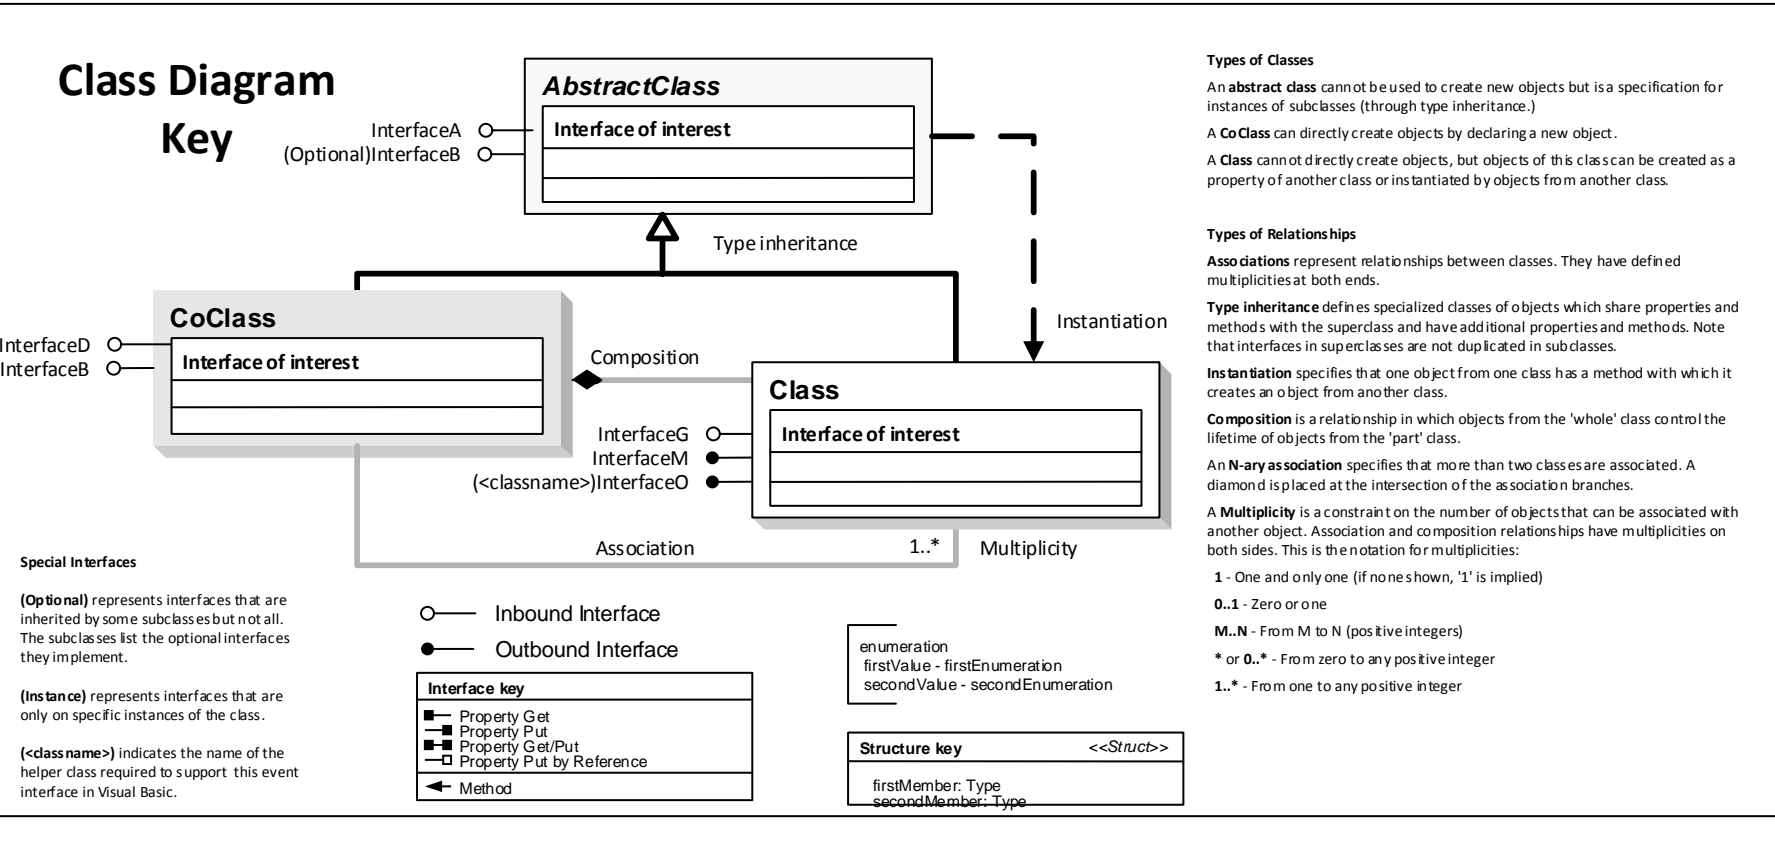 Class Diagram
Key
AbstractClass
Interface of interest
InterfaceA
(Optional)InterfaceB
Type inheritance
CoClass
Interface of interest
InterfaceD
InterfaceB
Composition
Instantiation
Class
Interface of interest
InterfaceG
InterfaceM
(<classname>)InterfaceO
Association
1..*
Multiplicity
Special Interfaces
(Optional) represents interfaces that are
inherited by some subclasses but not all.
The subclasses list the optional interfaces
they implement.
(Instance) represents interfaces that are
only on specific instances of the class.
(<classname>) indicates the name of the
helper class required to support this event
interface in Visual Basic.
Inbound Interface
Outbound Interface
Interface key
Property Get
Property Put
Property Get/Put
Property Put by Reference
Method
enumeration
firstValue - firstEnumeration
secondValue - secondEnumeration
Structure key <<Struct>>
firstMember: Type
secondMember: Type
Types of Classes
An abstract class cannot be used to create new objects but is a specification for
instances of subclasses (through type inheritance.)
A CoClass can directly create objects by declaring a new object.
A Class cannot directly create objects, but objects of this class can be created as a
property of another class or instantiated by objects from another class.
Types of Relationships
Associations represent relationships between classes. They have defined
multiplicities at both ends.
Type inheritance defines specialized classes of objects which share properties and
methods with the superclass and have additional properties and methods. Note
that interfaces in superclasses are not duplicated in subclasses.
Instantiation specifies that one object from one class has a method with which it
creates an object from another class.
Composition is a relationship in which objects from the 'whole' class control the
lifetime of objects from the 'part' class.
An N-ary association specifies that more than two classes are associated. A
diamond is placed at the intersection of the association branches.
A Multiplicity is a constraint on the number of objects that can be associated with
another object. Association and composition relationships have multiplicities on
both sides. This is the notation for multiplicities:
1 - One and only one (if none shown, '1' is implied)
0..1 - Zero or one
M..N - From M to N (positive integers)
* or 0..* - From zero to any positive integer
1..* - From one to any positive integer